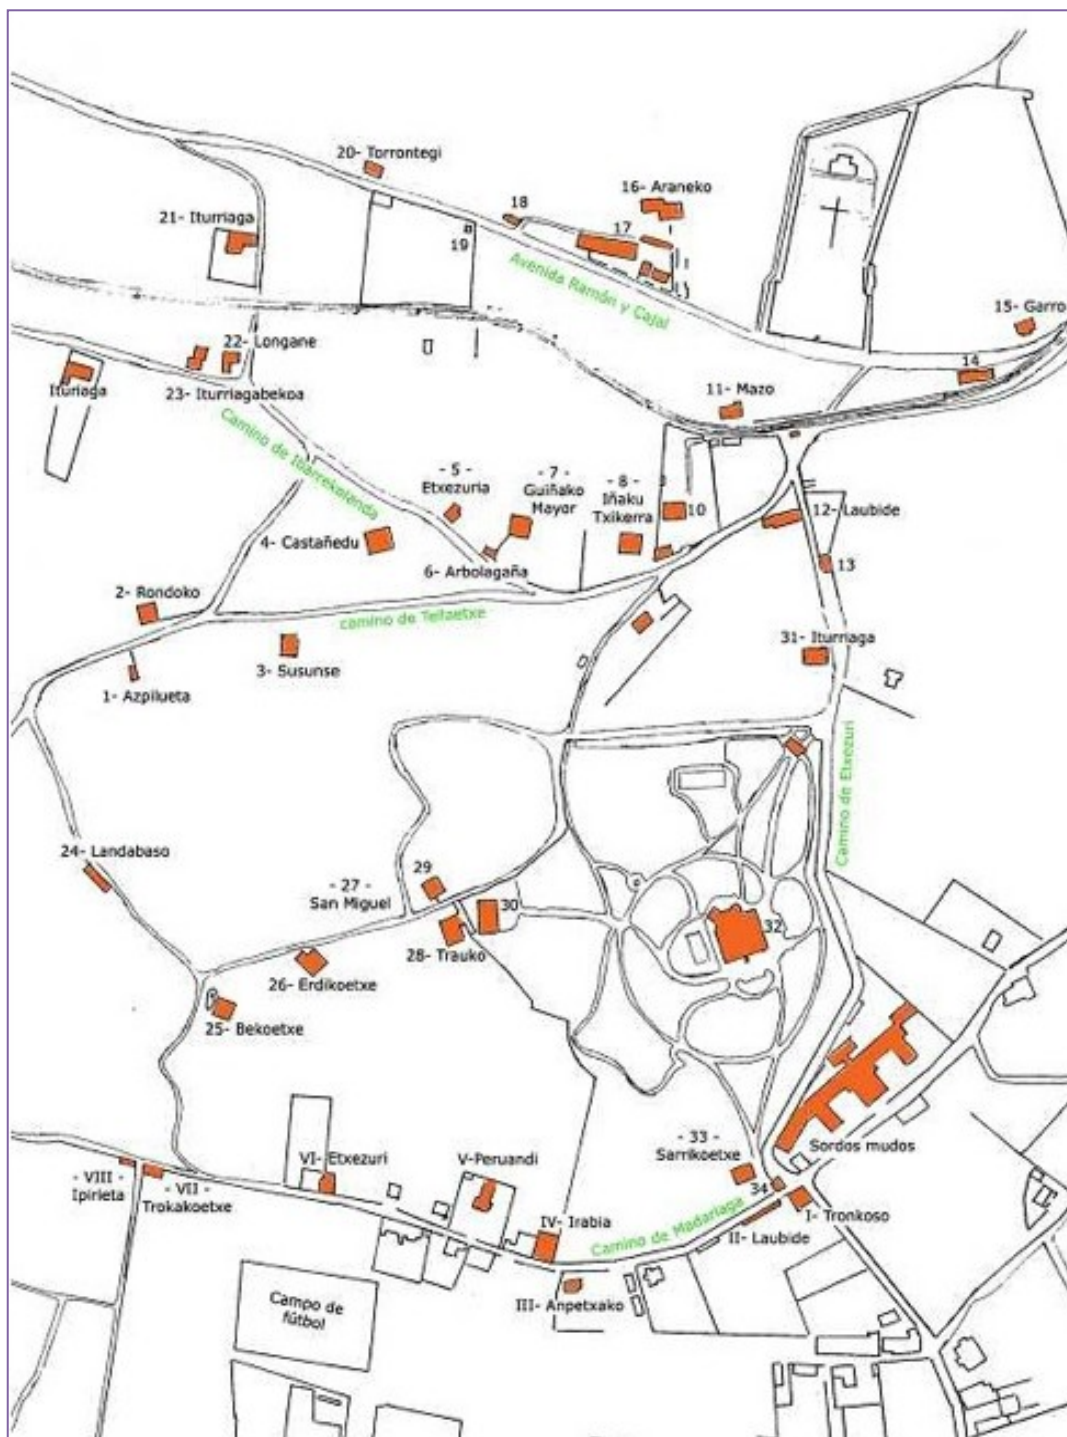 20- Torrontegi
16- Araneko
18
17
21- Iturriaga
19
Avenida Ramón y Cajal
15- Garro
22- Longane
14
Ituriaga
23- Iturriagabekoa
11- Mazo
Camino de Ibarrekolanda
- 5 -
Etxezuria
- 7 -
Guiñako
Mayor
- 8 -
Iñaku
Txikerra
10
12- Laubide
4- Castañedu
6- Arbolagaña
13
2- Rondoko
camino de Telfaetxe
31- Iturriaga
3- Susunse
1- Azpilueta
Camino de Etxezuri
24- Landabaso
29
- 27 -
San Miguel
30
32
28- Trauko
26- Erdikoetxe
25- Bekoetxe
- 33 -
Sarrikoetxe
Sordos mudos
VI- Etxezuri
V-Peruandi
- VIII -
Ipirieta
- VII -
Trokakoetxe
34
I- Tronkoso
IV- Irabia
Camino de Madariaga
II- Laubide
III- Anpetxako
Campo de
fútbol